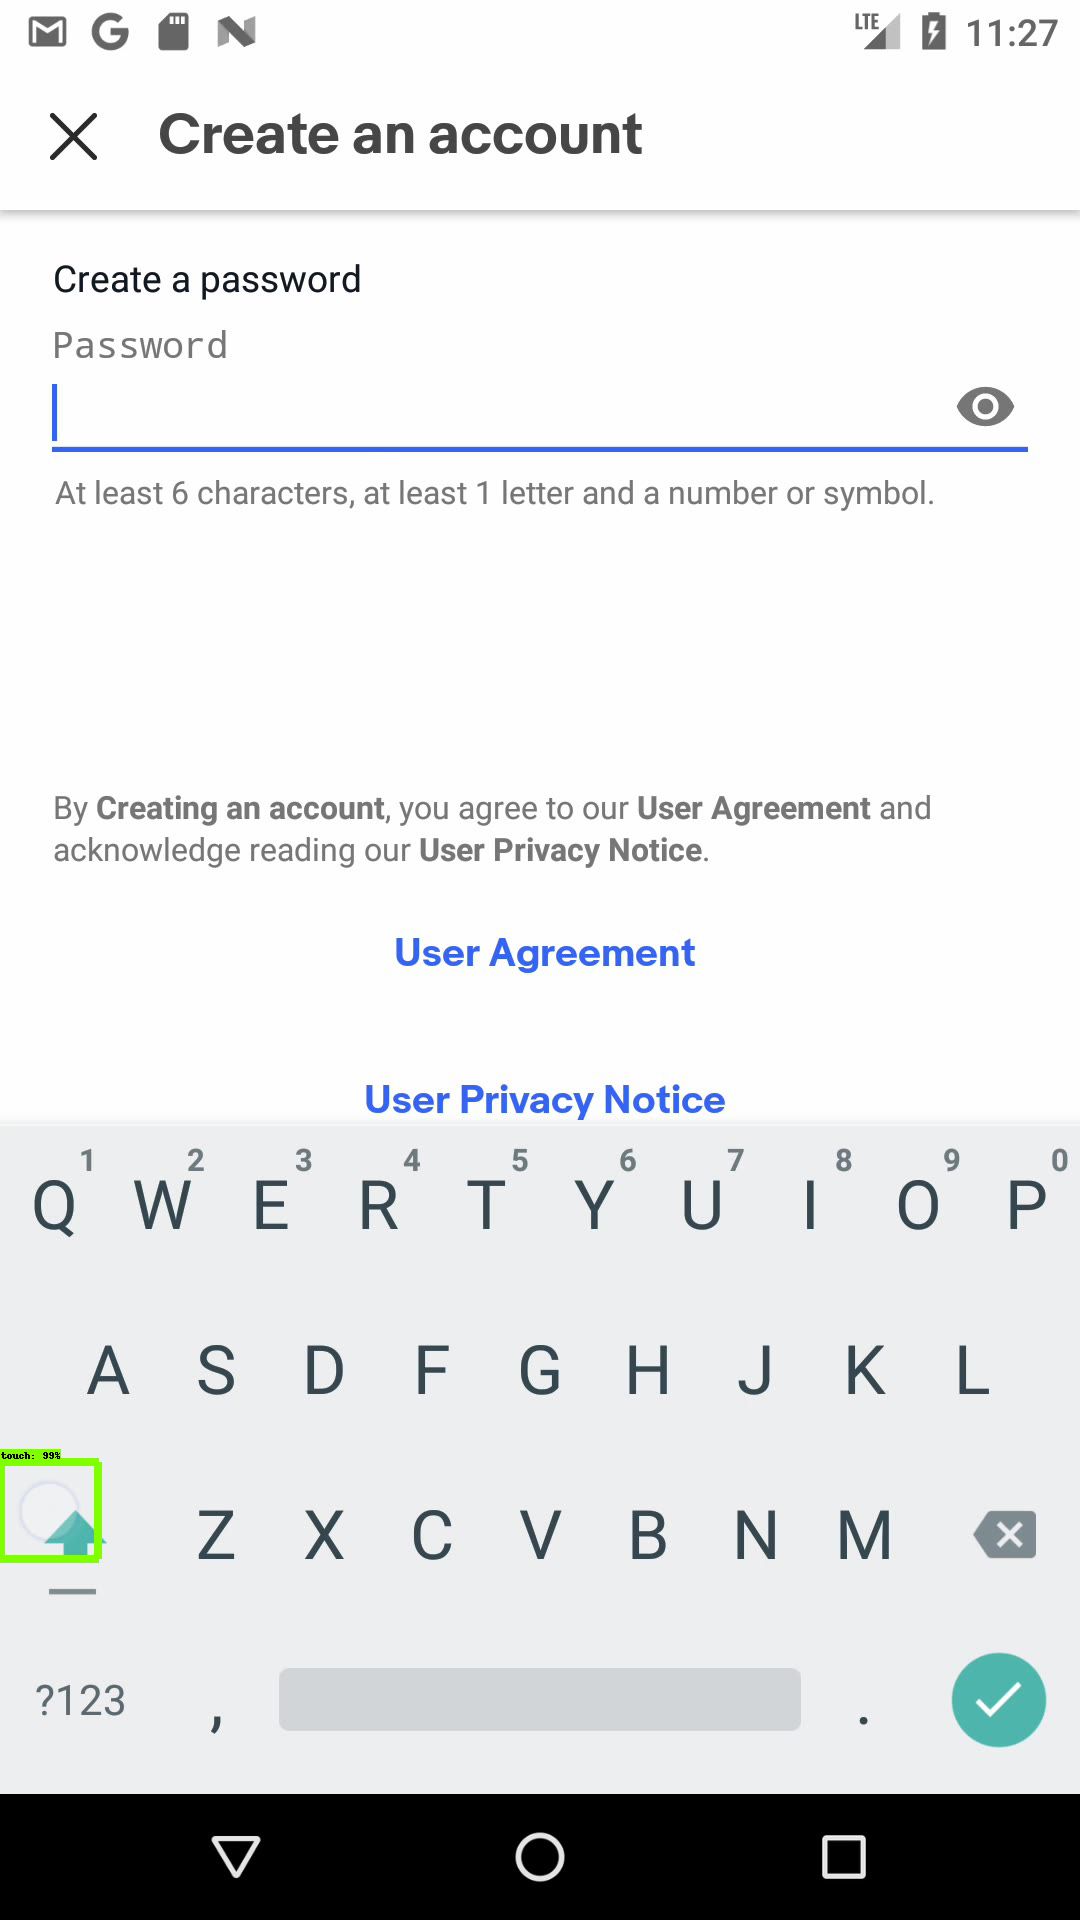 LTE 11:27
Create an account
Create a password
Password
At least 6 characters, at least 1 letter and a number or symbol.
By Creating an account, you agree to our User Agreement and
acknowledge reading our User Privacy Notice.
User Agreement
User Privacy Notice
1 2 3 4 5 6 7 8 9 0
Q W E R T Y U I O P
A S D F G H J K L
touch: 99%
Z X C V B N M
?123 , .